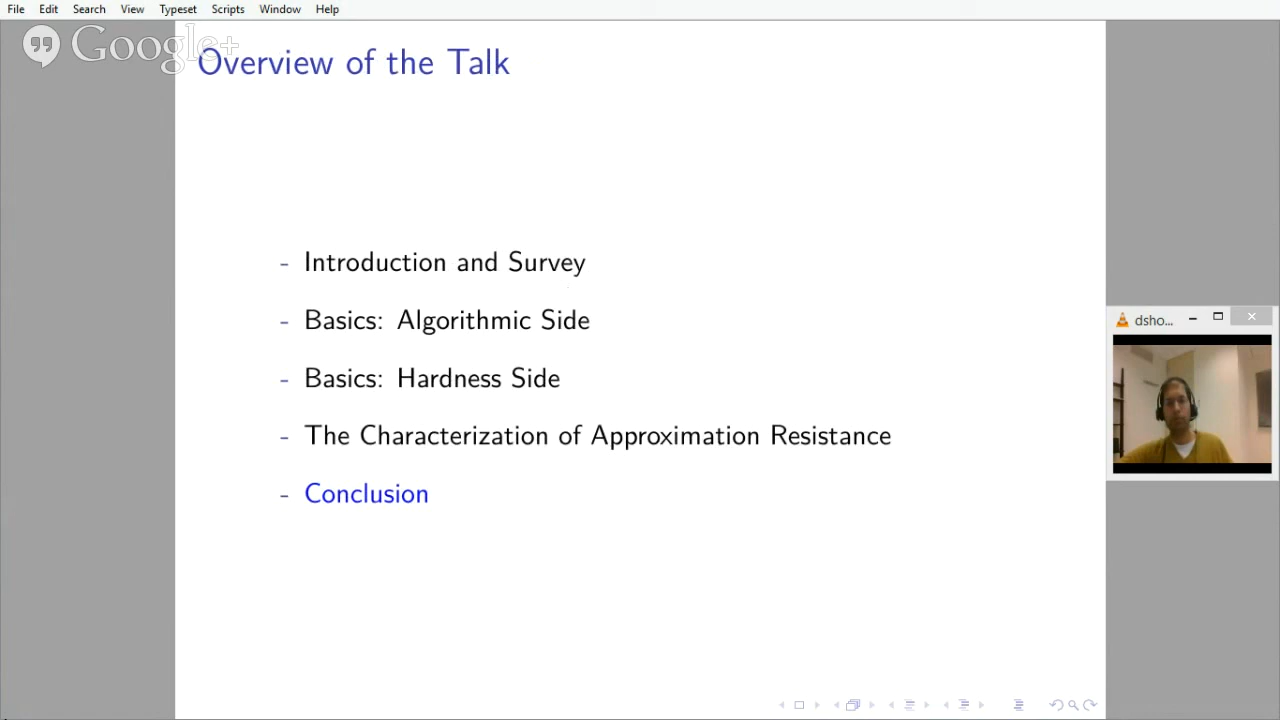 File Edit Search View Typeset Scripts Window Help
Google+
Overview of the Talk
- Introduction and Survey
- Basics: Algorithmic Side
- Basics: Hardness Side
- The Characterization of Approximation Resistance
- Conclusion
dsho...